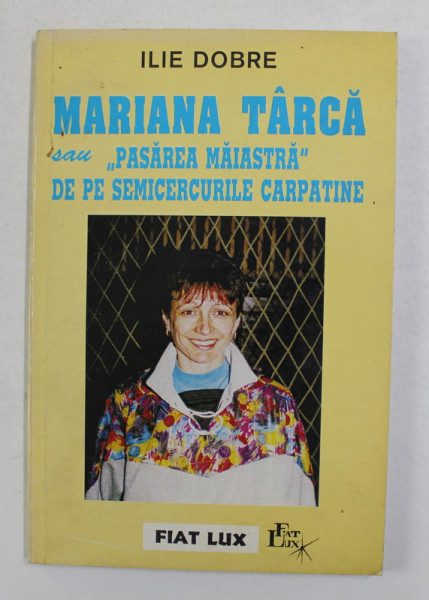 ILIE DOBRE
MARIANA TÂRCĂ
sau „PASĂREA MĂIASTRĂ"
DE PE SEMICERCURILE CARPATINE
FIAT LUX
FIAT
LUX